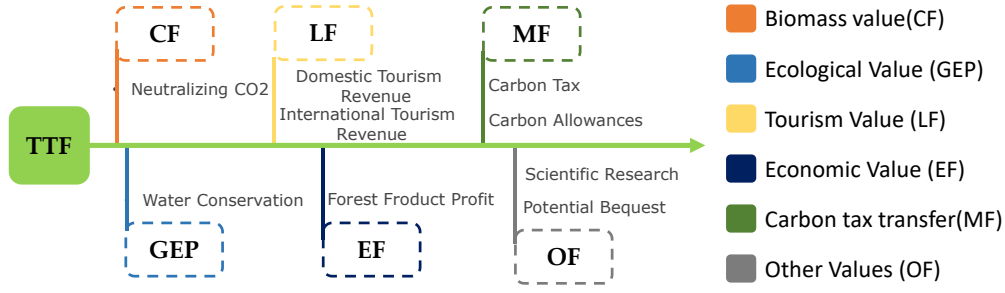 CF
LF
MF
Neutralizing CO2
Domestic Tourism
Revenue
International Tourism
Revenue
Carbon Tax
Carbon Allowances
TTF
Water Conservation
Forest Product Profit
Scientific Research
Potential Bequest
GEP
EF
OF
Biomass value(CF)
Ecological Value (GEP)
Tourism Value (LF)
Economic Value (EF)
Carbon tax transfer(MF)
Other Values (OF)